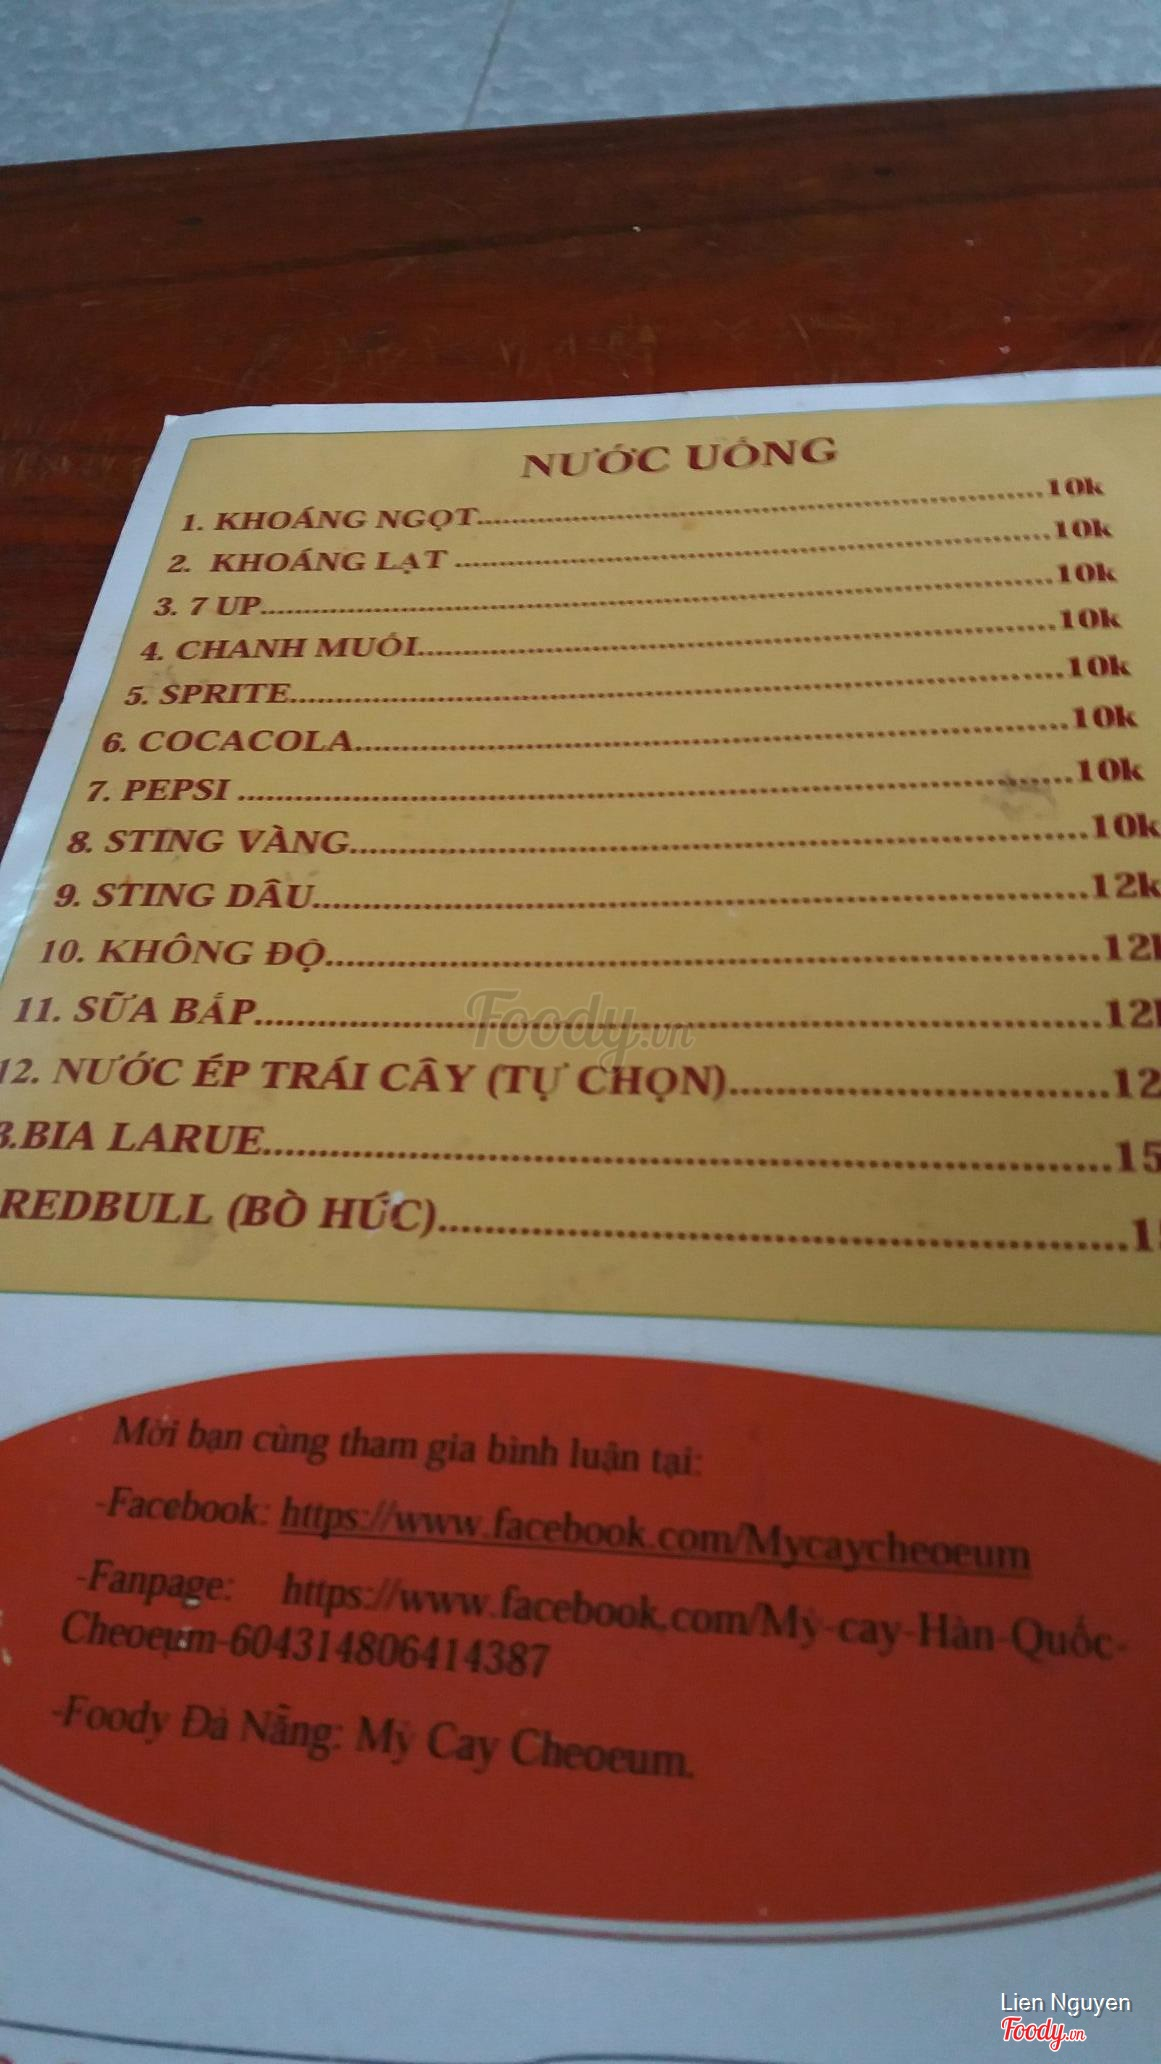 NƯỚC UỐNG
1. KHOÁNG NGỌT..........10k
2. KHOÁNG LẠT ..........10k
3. 7 UP..........10k
4. CHANH MUỐI..........10k
5. SPRITE..........10k
6. COCACOLA..........10k
7. PEPSI ..........10k
8. STING VÀNG..........10k
9. STING DÂU..........12k
10. KHÔNG ĐỘ..........12k
11. SỮA BẮP..........12k
12. NƯỚC ÉP TRÁI CÂY (TỰ CHỌN)..........12
3.BIA LARUE..........15
REDBULL (BÒ HÚC)..........15
Foody.vn
Mời bạn cùng tham gia bình luận tại:
-Facebook: https://www.facebook.com/Mycaycheoeum
-Fanpage: https://www.facebook.com/Mỳ-cay-Hàn-Quốc-
Cheoeum-604314806414387
-Foody Đà Nẵng: Mỳ Cay Cheoeum.
Lien Nguyen
Foody.vn